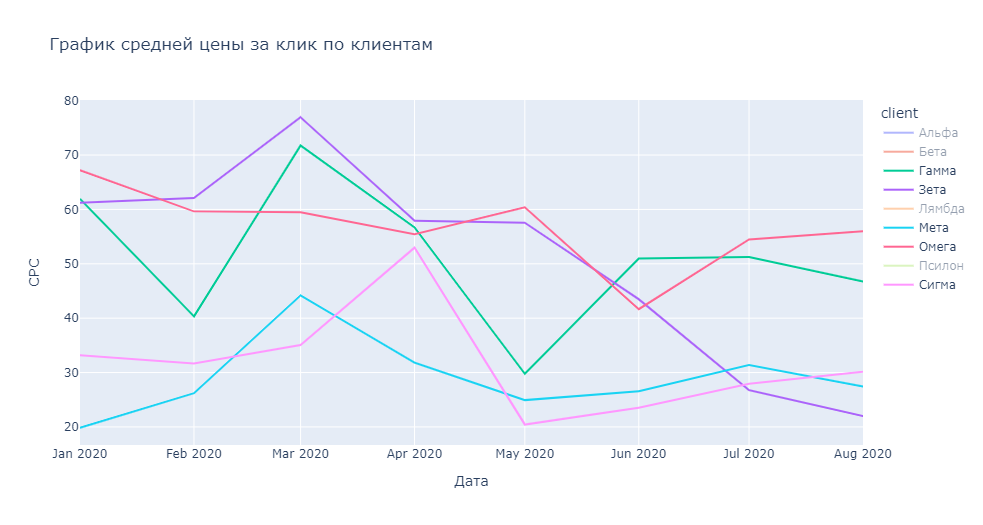 График средней цены за клик по клиентам
80
70
60
50
40
30
20
CPC
Jan 2020
Feb 2020
Mar 2020
Apr 2020
May 2020
Jun 2020
Jul 2020
Aug 2020
Дата
client
Альфа
Бета
Гамма
Зета
Лямбда
Мета
Омега
Псилон
Сигма